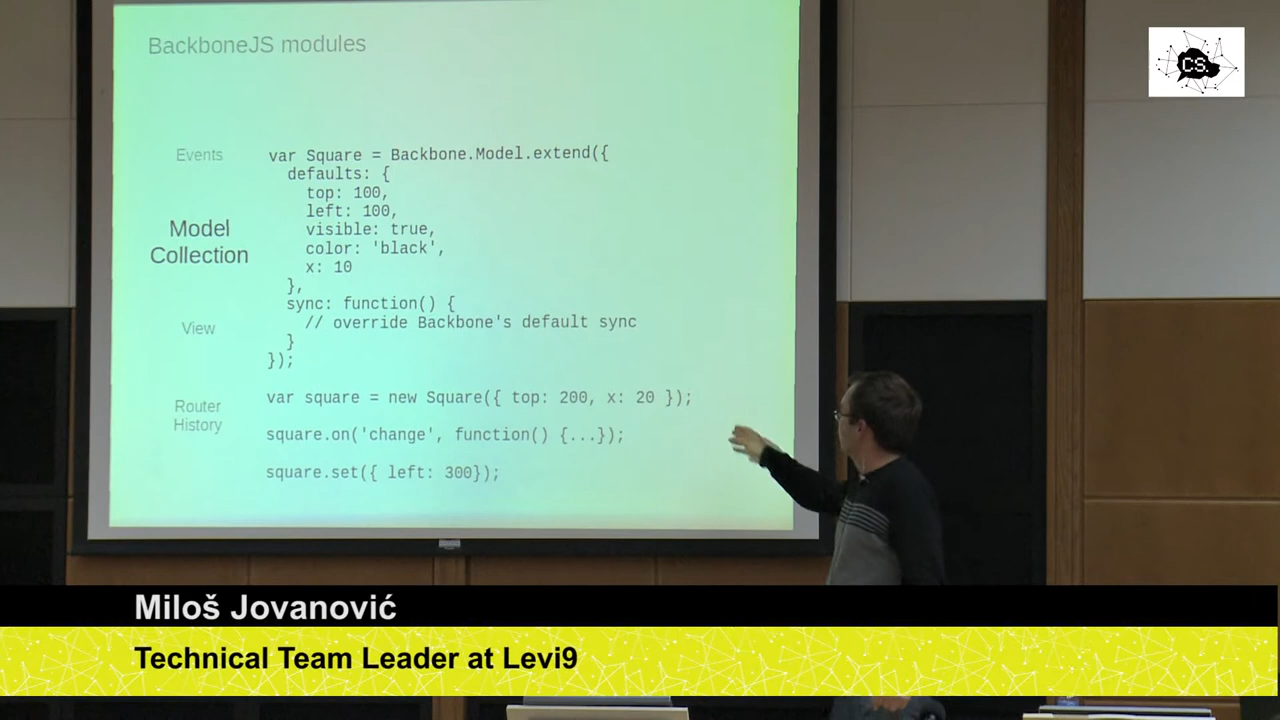 BackboneJS modules
CS.
Events
Model
Collection
View
Router
History
var Square = Backbone.Model.extend({
defaults: {
top: 100,
left: 100,
visible: true,
color: 'black',
x: 10
},
sync: function() {
// override Backbone's default sync
}
});
var square = new Square({ top: 200, x: 20 });
square.on('change', function() {...});
square.set({ left: 300});
Miloš Jovanović
Technical Team Leader at Levi9